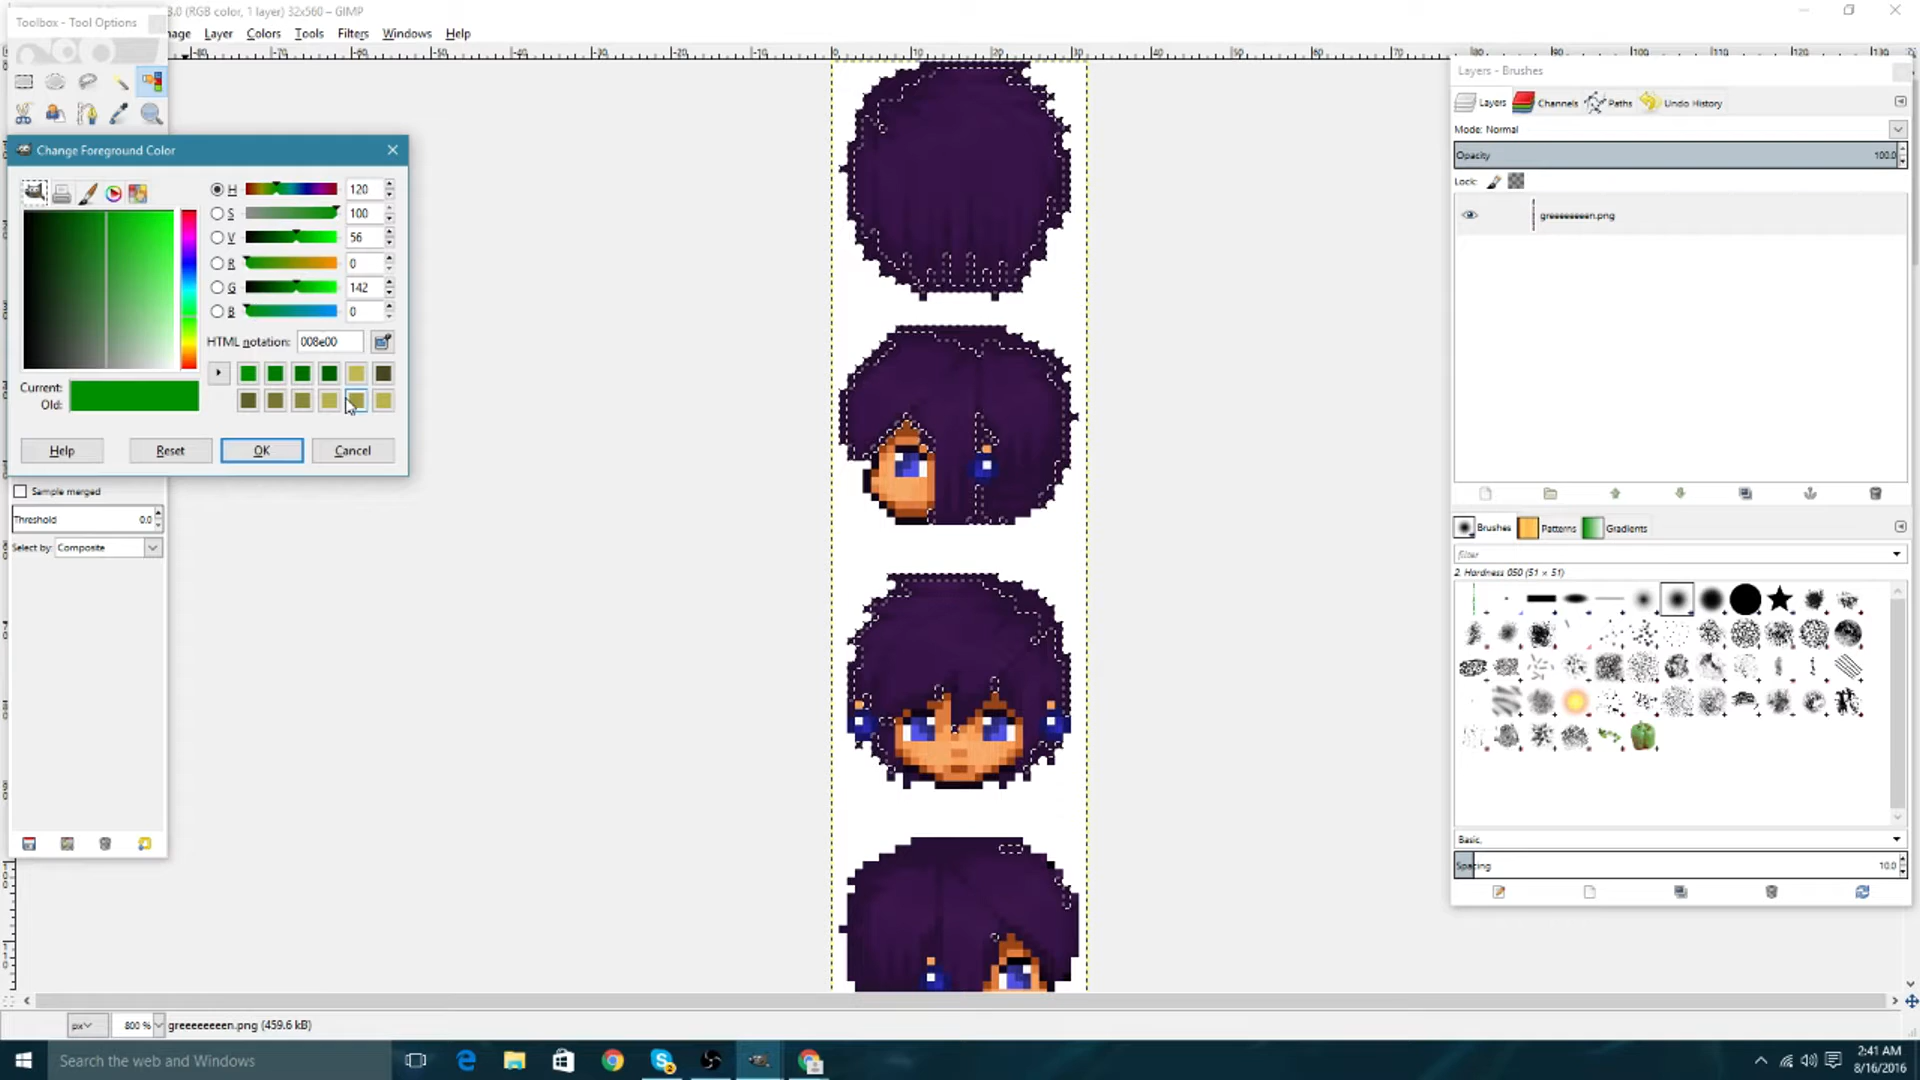 Toolbox - Tool Options
.0 (RGB color, 1 layer) 32x560 – GIMP
mage Layer Colors Tools Filters Windows Help
Change Foreground Color
H 120
S 100
V 56
R 0
G 142
B 0
HTML notation: 008e00
Current:
Old:
Help Reset OK Cancel
Sample merged
Threshold 0.0
Select by: Composite
Layers - Brushes
Layers Channels Paths Undo History
Mode: Normal
Opacity 100.0
Lock:
greeeeeeeen.png
Brushes Patterns Gradients
filter
2. Hardness 050 (51 × 51)
Basic,
Spacing 10.0
px 800 % greeeeeeeen.png (459.6 kB)
Search the web and Windows
2:41 AM
8/16/2016